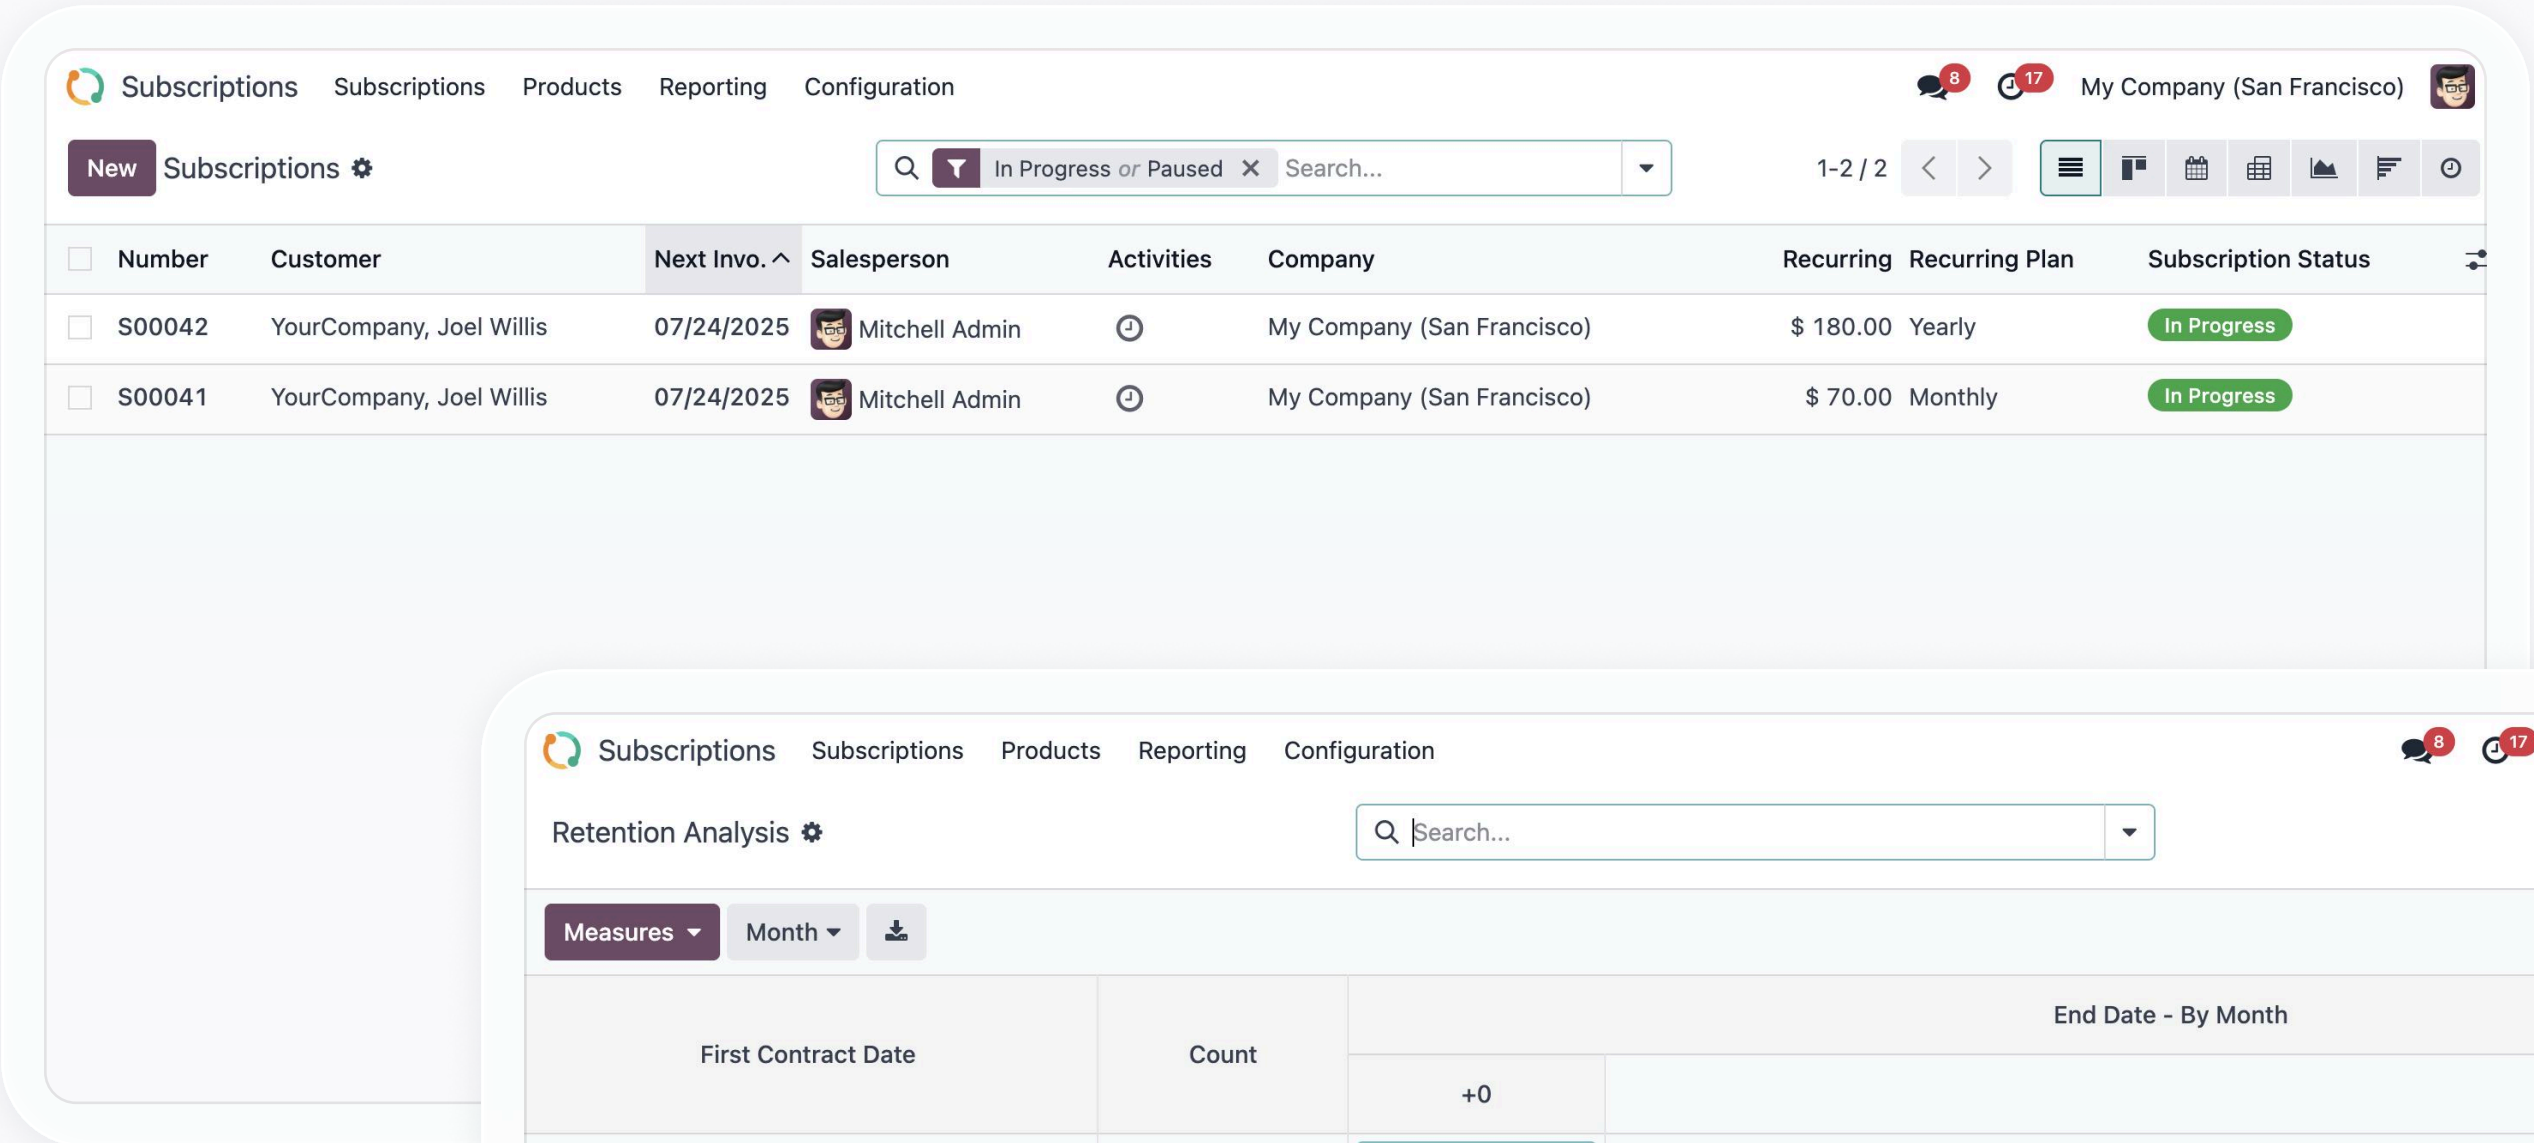 Subscriptions Subscriptions Products Reporting Configuration 8 17 My Company (San Francisco)
New Subscriptions In Progress or Paused Search... 1-2 / 2
Number Customer Next Invo. Salesperson Activities Company Recurring Recurring Plan Subscription Status
S00042 YourCompany, Joel Willis 07/24/2025 Mitchell Admin My Company (San Francisco) $ 180.00 Yearly In Progress
S00041 YourCompany, Joel Willis 07/24/2025 Mitchell Admin My Company (San Francisco) $ 70.00 Monthly In Progress
Subscriptions Subscriptions Products Reporting Configuration 8 17
Retention Analysis Search...
Measures Month
End Date - By Month
First Contract Date Count
+0